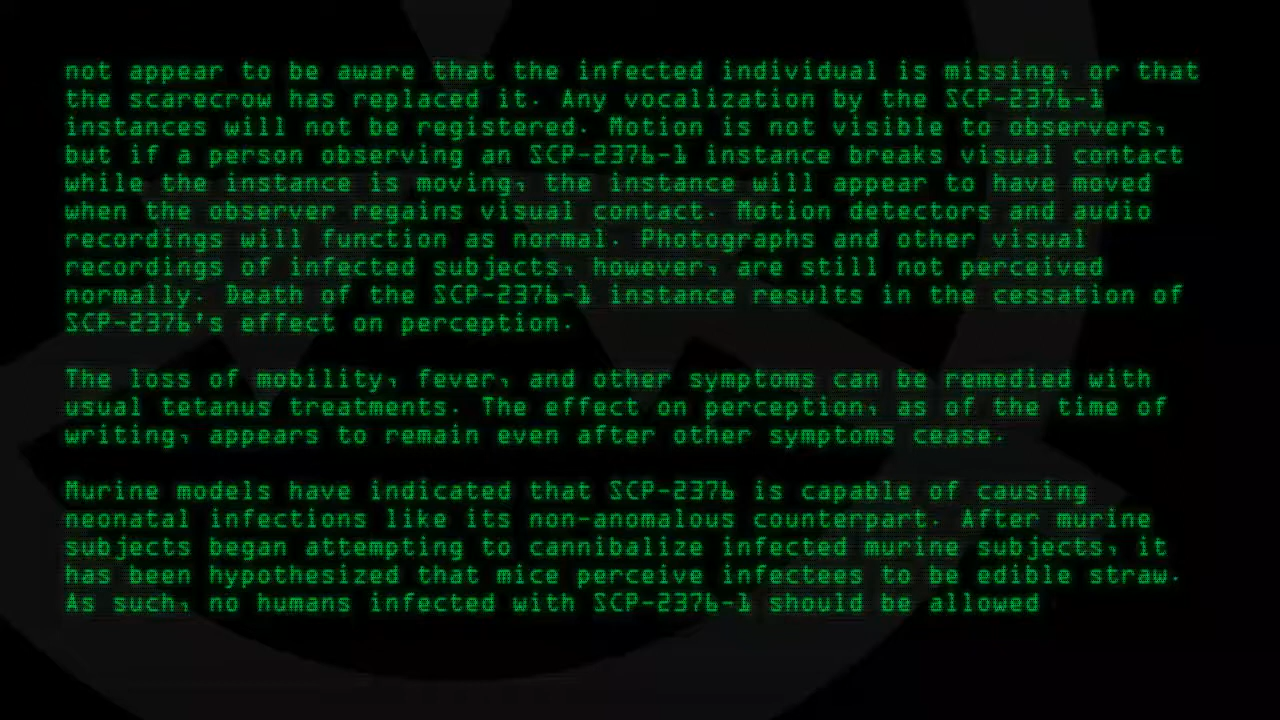 not appear to be aware that the infected individual is missing, or that
the scarecrow has replaced it. Any vocalization by the SCP-2376-1
instances will not be registered. Motion is not visible to observers,
but if a person observing an SCP-2376-1 instance breaks visual contact
while the instance is moving, the instance will appear to have moved
when the observer regains visual contact. Motion detectors and audio
recordings will function as normal. Photographs and other visual
recordings of infected subjects, however, are still not perceived
normally. Death of the SCP-2376-1 instance results in the cessation of
SCP-2376's effect on perception.
The loss of mobility, fever, and other symptoms can be remedied with
usual tetanus treatments. The effect on perception, as of the time of
writing, appears to remain even after other symptoms cease.
Murine models have indicated that SCP-2376 is capable of causing
neonatal infections like its non-anomalous counterpart. After murine
subjects began attempting to cannibalize infected murine subjects, it
has been hypothesized that mice perceive infectees to be edible straw.
As such, no humans infected with SCP-2376-1 should be allowed